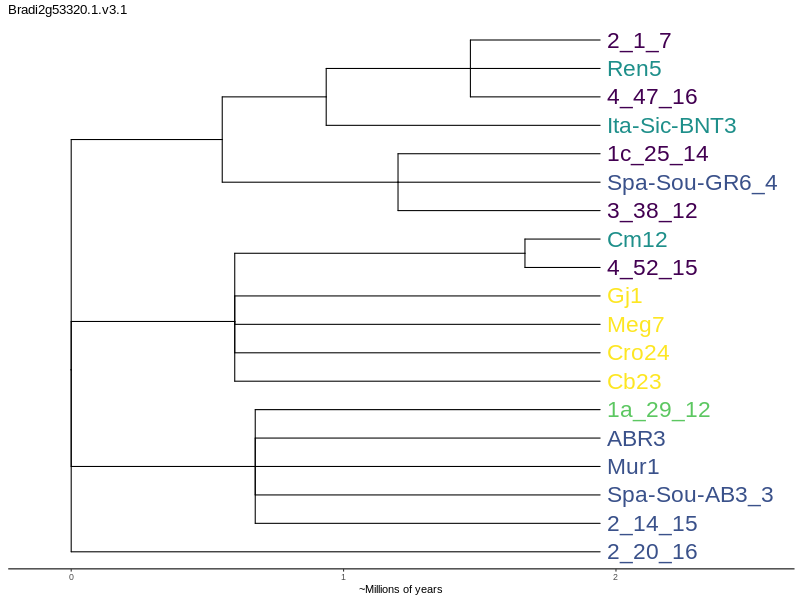 Bradi2g53320.1.v3.1
2_1_7
Ren5
4_47_16
Ita-Sic-BNT3
1c_25_14
Spa-Sou-GR6_4
3_38_12
Cm12
4_52_15
Gj1
Meg7
Cro24
Cb23
1a_29_12
ABR3
Mur1
Spa-Sou-AB3_3
2_14_15
2_20_16
0 1 2
~Millions of years